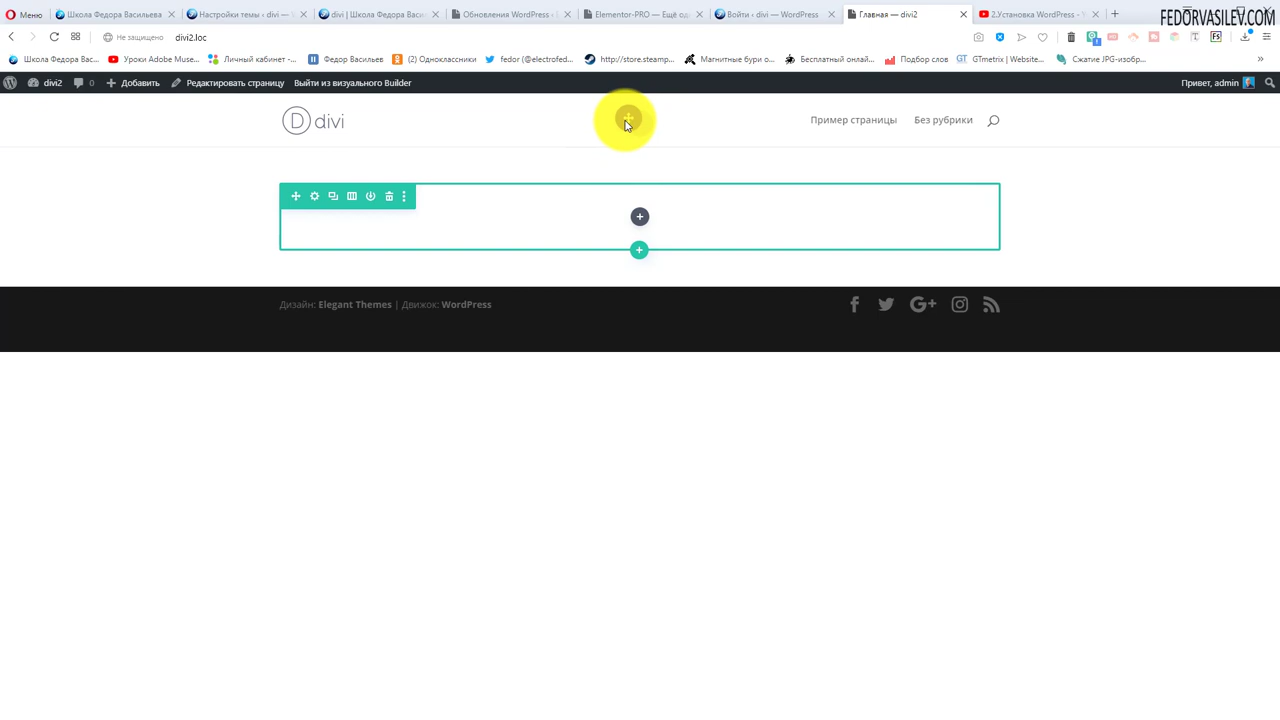 Меню
Школа Федора Васильева
Настройки темы ‹ divi —
divi | Школа Федора Вас
Обновления WordPress ‹
Elementor-PRO — Ещё од
Войти ‹ divi — WordPress
Главная — divi2
2.Установка WordPress -
FEDORVASILEV.COM
Не защищено
divi2.loc
Школа Федора Вас...
Уроки Adobe Muse...
Личный кабинет -...
Федор Васильев
(2) Одноклассники
fedor (@electrofed...
http://store.steamp...
Магнитные бури о...
Бесплатный онлай...
Подбор слов
GTmetrix | Website...
Сжатие JPG-изобр...
divi2
0
Добавить
Редактировать страницу
Выйти из визуального Builder
Привет, admin
D divi
Пример страницы
Без рубрики
Дизайн: Elegant Themes | Движок: WordPress